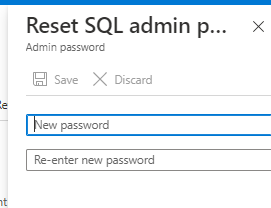 Reset SQL admin p...
Admin password
Save Discard
New password
Re-enter new password